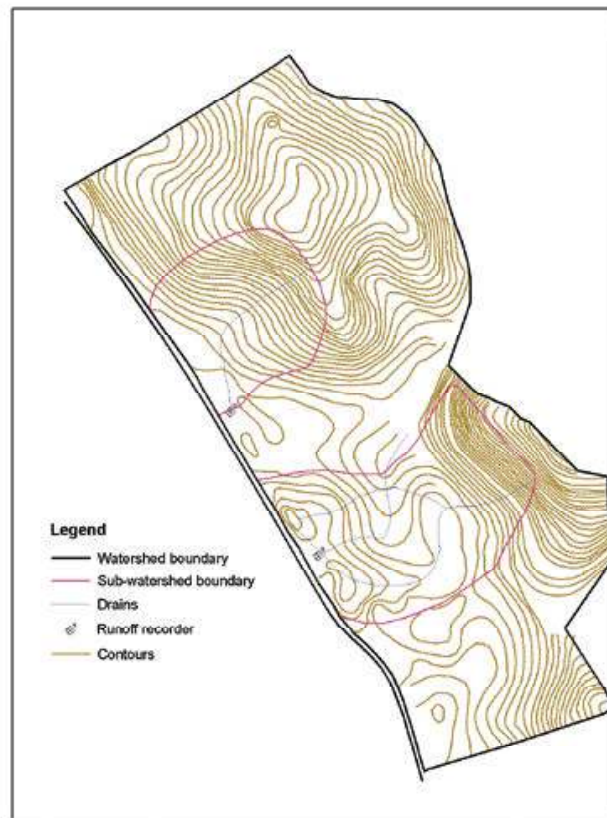 Legend
Watershed boundary
Sub-watershed boundary
Drains
Runoff recorder
Contours